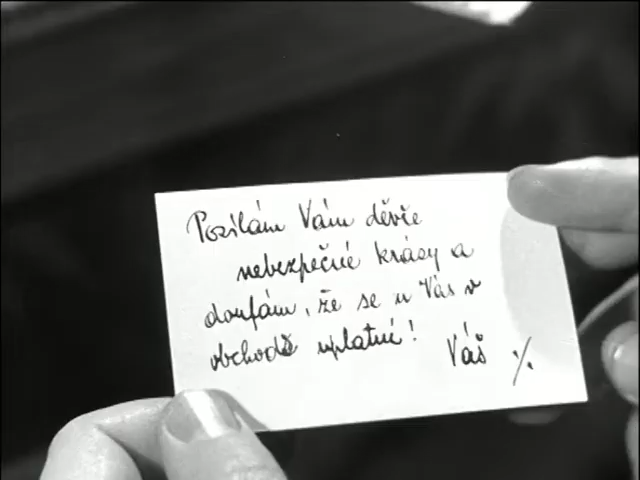 Posílám Vám děvče
nebezpečné krásy a
doufám, že se u Vás v
obchodě uplatní!
Váš ./.